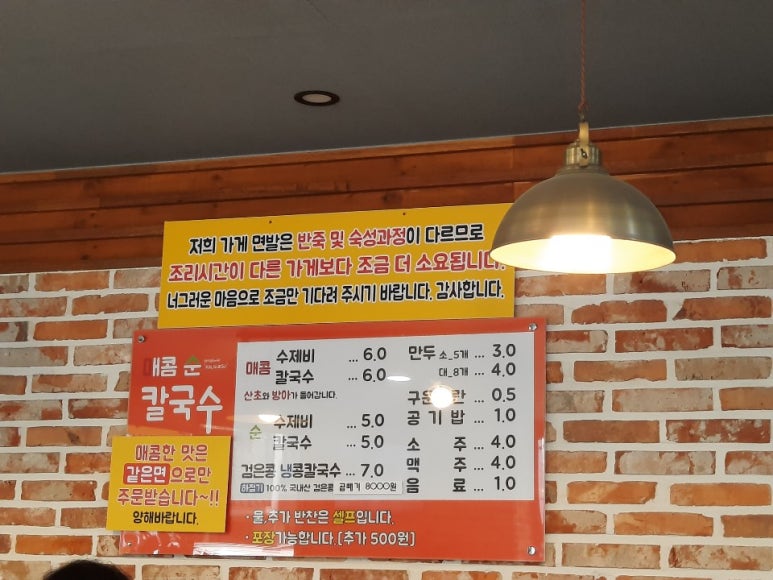 저희 가게 면발은 반죽 및 숙성과정이 다르므로
조리시간이 다른 가게보다 조금 더 소요됩니다.
너그러운 마음으로 조금만 기다려 주시기 바랍니다. 감사합니다.
매콤 순
칼국수
매콤 수제비 ... 6.0
칼국수 ... 6.0
산초와 방아가 들어갑니다.
순 수제비 ... 5.0
칼국수 ... 5.0
검은콩 냉콩칼국수 ... 7.0
100% 국내산 검은콩 곱빼기 8000원
만두 소_5개 ... 3.0
대_8개 ... 4.0
구운 란 ... 0.5
공기밥 ... 1.0
소 주 ... 4.0
맥 주 ... 4.0
음 료 ... 1.0
· 물, 추가 반찬은 셀프입니다.
· 포장가능합니다. [추가 500원]
매콤한 맛은
같은면으로만
주문받습니다~!!
양해바랍니다.